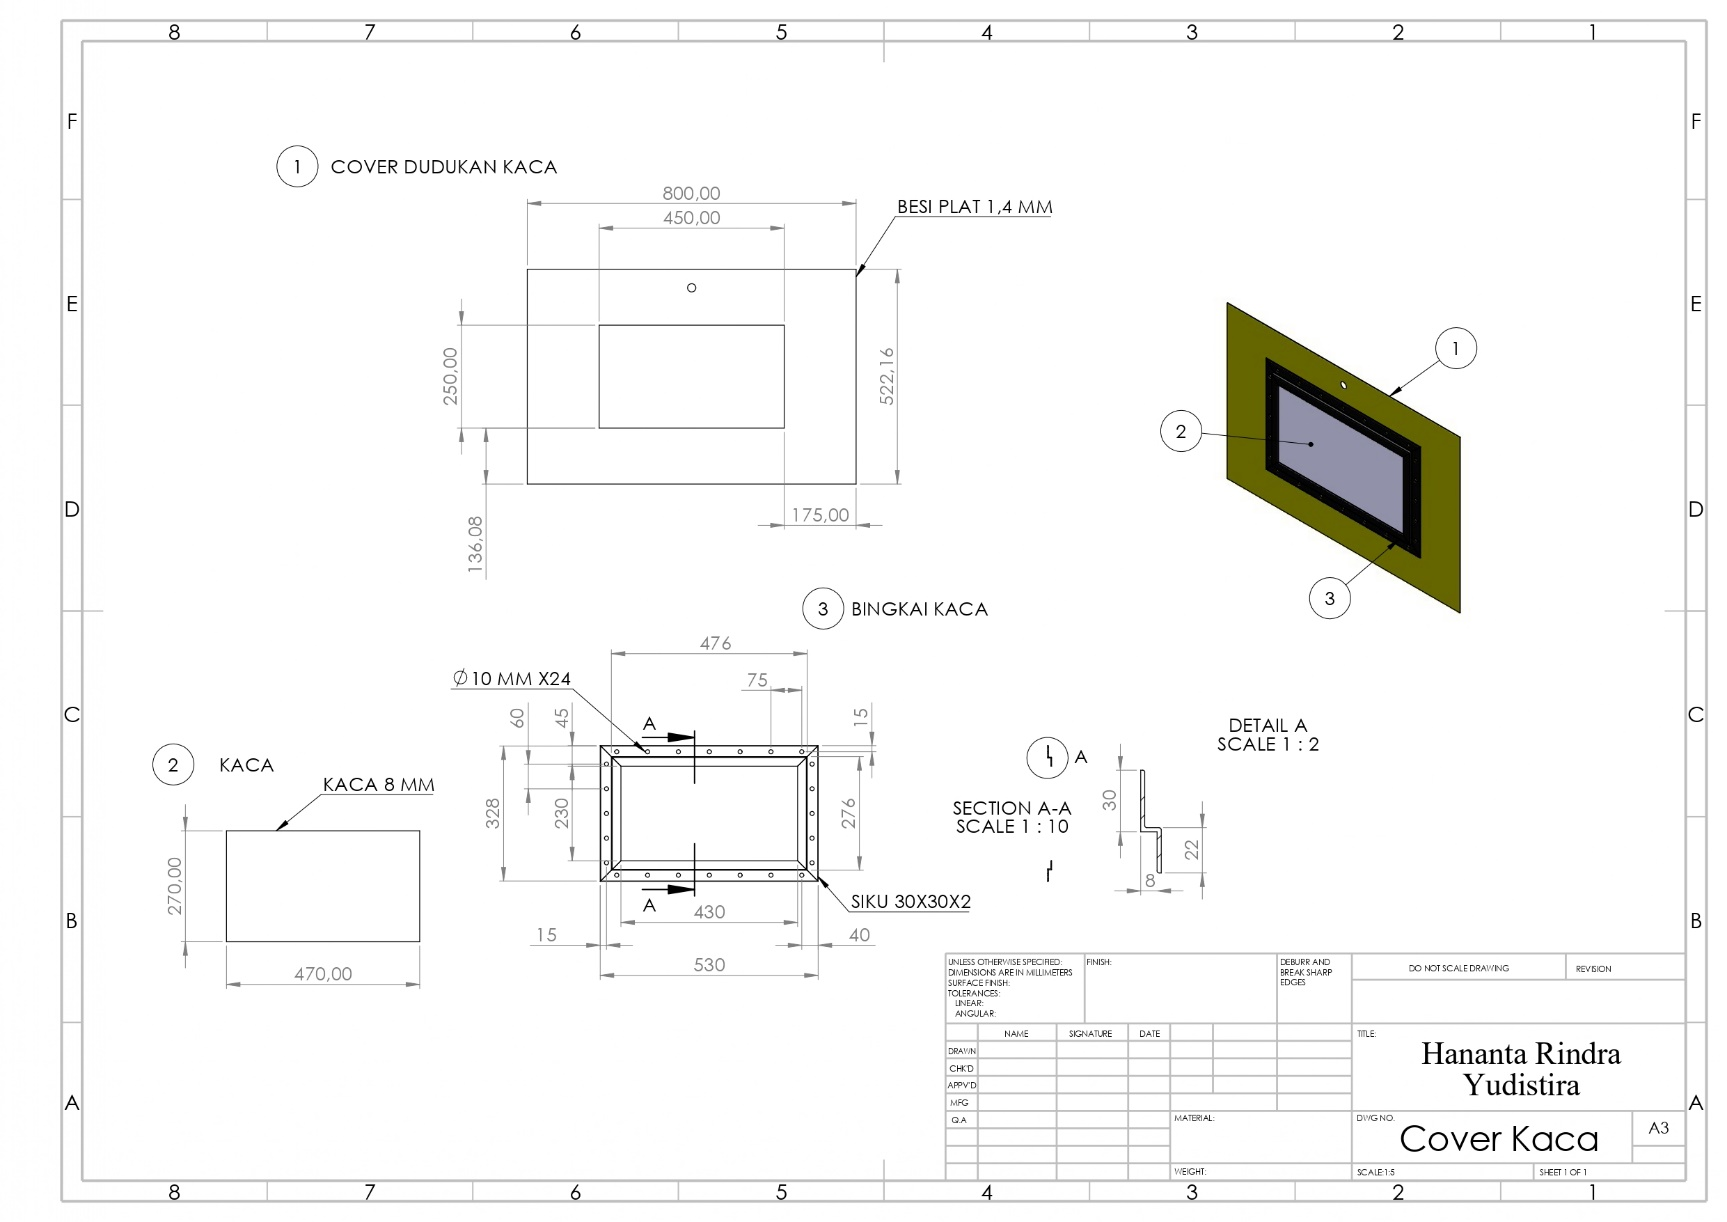 8 7 6 5 4 3 2 1
F F
1 COVER DUDUKAN KACA
800,00
BESI PLAT 1,4 MM
450,00
E E
250,00
522,16
1
2
D D
175,00
136,08
3
3 BINGKAI KACA
476
Ø10 MM X24
75
60
45
15
A
C C
DETAIL A
SCALE 1 : 2
2 KACA
KACA 8 MM
A
30
SECTION A-A
SCALE 1 : 10
328
230
276
22
270,00
8
A
SIKU 30X30X2
430
B B
15
40
530
470,00
UNLESS OTHERWISE SPECIFIED:
DIMENSIONS ARE IN MILLIMETERS
SURFACE FINISH:
TOLERANCES:
LINEAR:
ANGULAR:
FINISH:
DEBURR AND
BREAK SHARP
EDGES
DO NOT SCALE DRAWING
REVISION
NAME SIGNATURE DATE
TITLE:
DRAWN
CHK'D
APPV'D
MFG
Q.A
Hananta Rindra
Yudistira
A A
MATERIAL:
DWG NO.
Cover Kaca
A3
WEIGHT:
SCALE:1:5
SHEET 1 OF 1
8 7 6 5 4 3 2 1